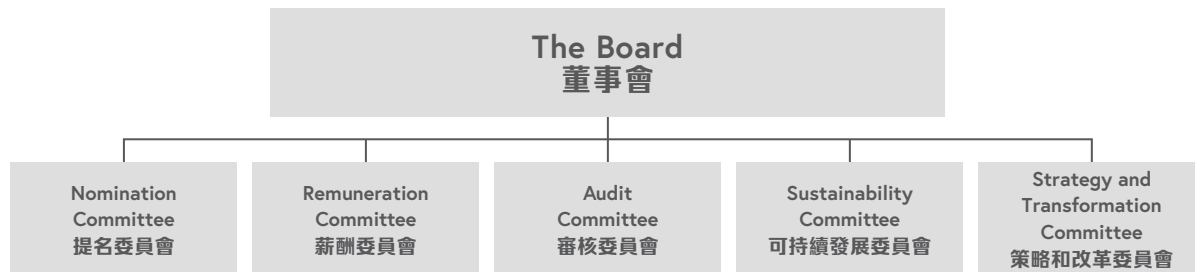 The Board
董事會
Nomination
Committee
提名委員會
Remuneration
Committee
薪酬委員會
Audit
Committee
審核委員會
Sustainability
Committee
可持續發展委員會
Strategy and
Transformation
Committee
策略和改革委員會